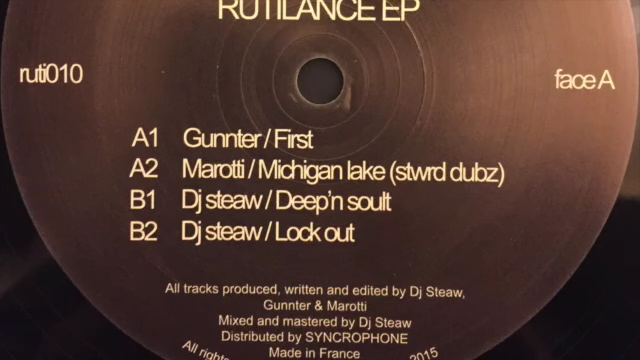 RUTILANCE EP
ruti010
face A
A1 Gunnter / First
A2 Marotti / Michigan lake (stwrd dubz)
B1 Dj steaw / Deep'n soult
B2 Dj steaw / Lock out
All tracks produced, written and edited by Dj Steaw,
Gunnter & Marotti
Mixed and mastered by Dj Steaw
Distributed by SYNCROPHONE
Made in France
All rights 2015